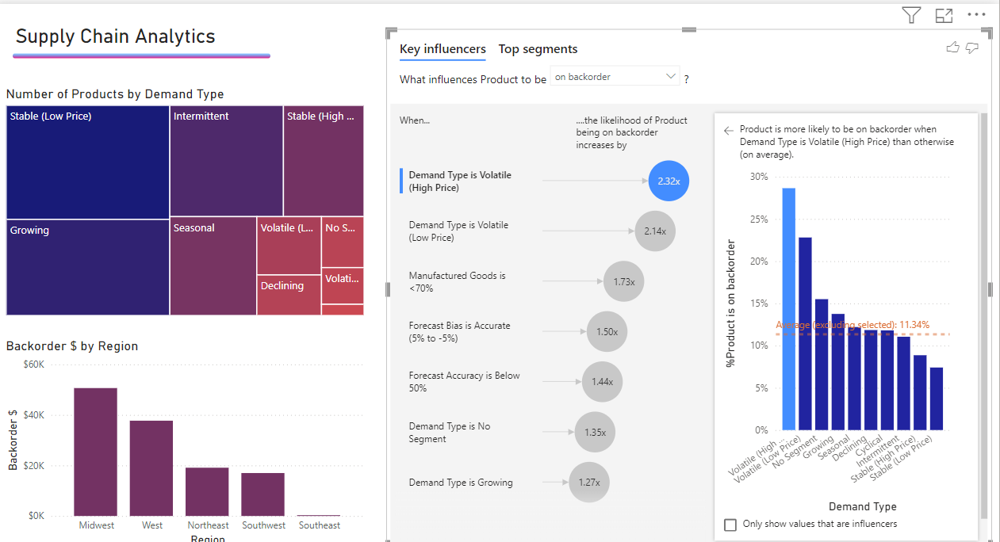 Supply Chain Analytics
Number of Products by Demand Type
Stable (Low Price)
Intermittent
Stable (High ...
Growing
Seasonal
Volatile (L...
No S...
Declining
Volati...
Backorder $ by Region
Backorder $
$60K
$40K
$20K
$0K
Midwest
West
Northeast
Southwest
Southeast
Region
Key influencers
Top segments
What influences Product to be on backorder ?
When...
....the likelihood of Product
being on backorder
increases by
Demand Type is Volatile
(High Price)
2.32x
Demand Type is Volatile
(Low Price)
2.14x
Manufactured Goods is
<70%
1.73x
Forecast Bias is Accurate
(5% to -5%)
1.50x
Forecast Accuracy is Below
50%
1.44x
Demand Type is No
Segment
1.35x
Demand Type is Growing
1.27x
Product is more likely to be on backorder when
Demand Type is Volatile (High Price) than otherwise
(on average).
%Product is on backorder
30%
25%
20%
15%
10%
5%
0%
Average (excluding selected): 11.34%
Volatile (High ...
Volatile (Low Price)
No Segment
Growing
Seasonal
Declining
Cyclical
Intermittent
Stable (High Price)
Stable (Low Price)
Demand Type
Only show values that are influencers